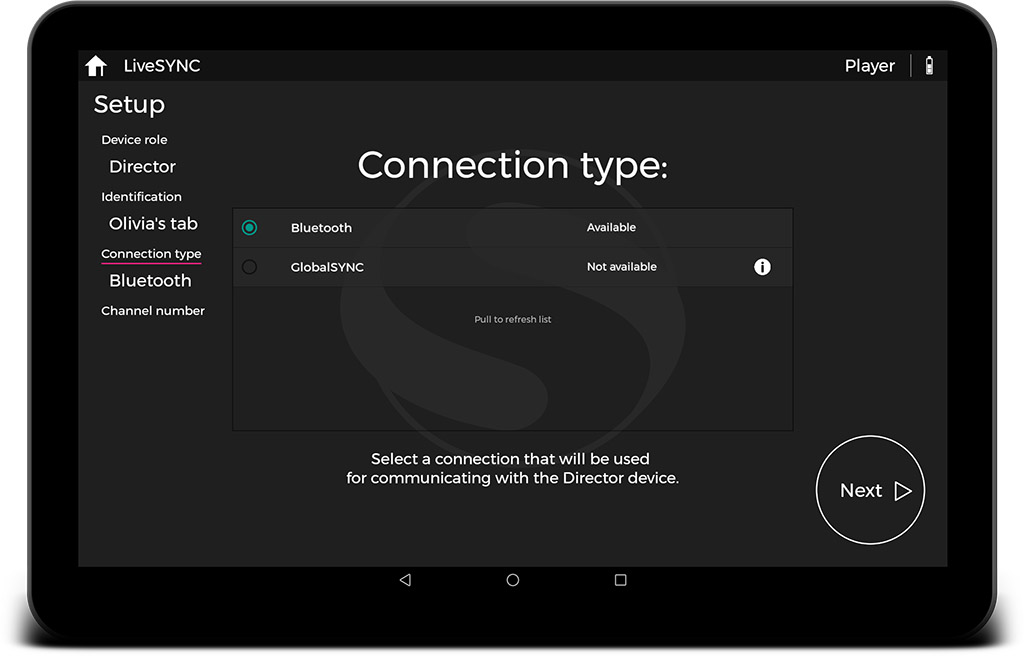 LiveSYNC
Player
Setup
Device role
Director
Identification
Olivia's tab
Connection type
Bluetooth
Channel number
Connection type:
Bluetooth Available
GlobalSYNC Not available
Pull to refresh list
Select a connection that will be used
for communicating with the Director device.
Next